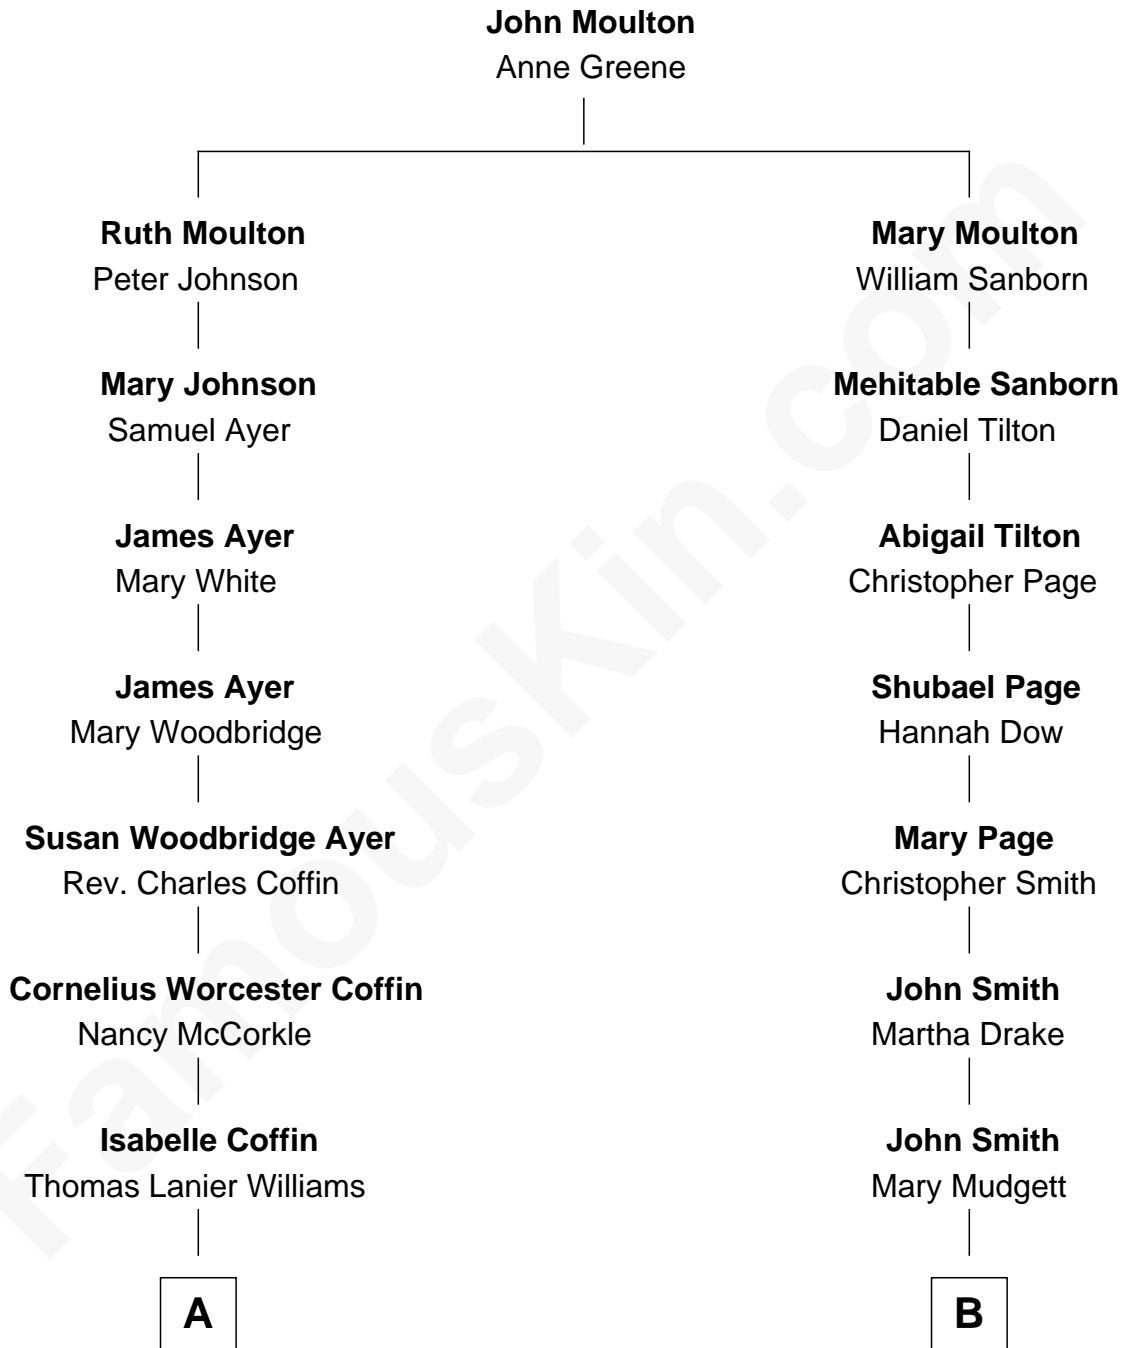 John Moulton
Anne Greene
Ruth Moulton
Peter Johnson
Mary Moulton
William Sanborn
Mary Johnson
Samuel Ayer
Mehitable Sanborn
Daniel Tilton
James Ayer
Mary White
Abigail Tilton
Christopher Page
James Ayer
Mary Woodbridge
Shubael Page
Hannah Dow
Susan Woodbridge Ayer
Rev. Charles Coffin
Mary Page
Christopher Smith
Cornelius Worcester Coffin
Nancy McCorkle
John Smith
Martha Drake
Isabelle Coffin
Thomas Lanier Williams
John Smith
Mary Mudgett
A
B
FamousKin.com